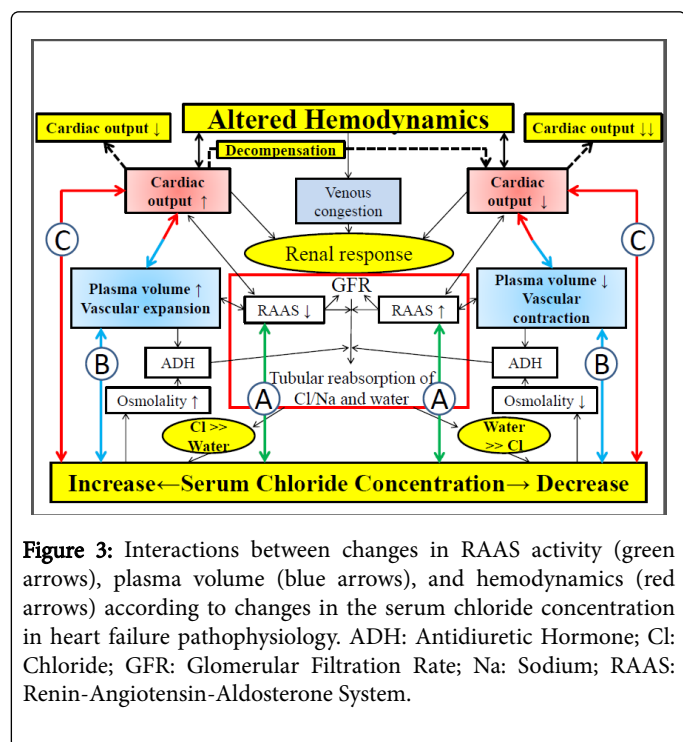 Altered Hemodynamics
Cardiac output ↓
Cardiac output ↓↓
Decompensation
Cardiac
output ↑
Venous
congestion
Cardiac output
↓
C
C
Renal response
Plasma volume ↑
Vascular expansion
GFR
RAAS ↓
RAAS ↑
Plasma volume ↓
Vascular
contraction
B
B
ADH
ADH
Tubular reabsorption of
Cl/Na and water
A
A
Osmolality ↑
Osmolality ↓
Cl >>
Water
Water
>> Cl
Increase←Serum Chloride Concentration→ Decrease
Figure 3: Interactions between changes in RAAS activity (green
arrows), plasma volume (blue arrows), and hemodynamics (red
arrows) according to changes in the serum chloride concentration
in heart failure pathophysiology. ADH: Antidiuretic Hormone; Cl:
Chloride; GFR: Glomerular Filtration Rate; Na: Sodium; RAAS:
Renin-Angiotensin-Aldosterone System.